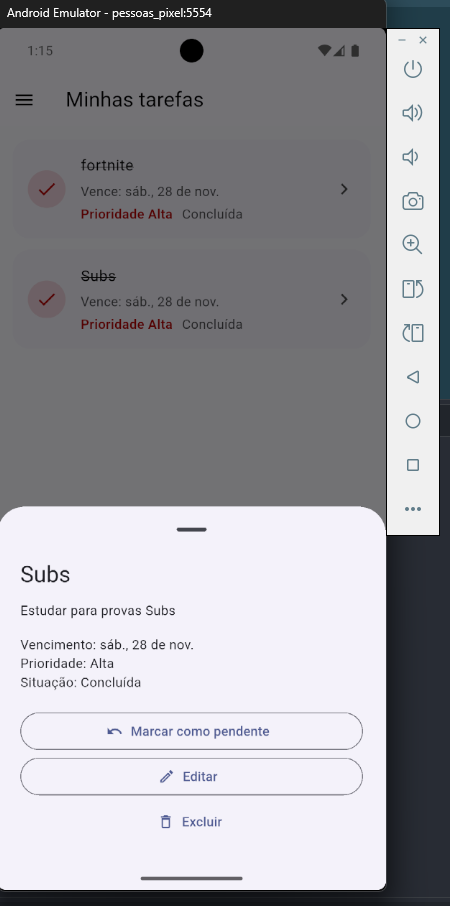 Android Emulator - pessoas_pixel:5554
1:15
Minhas tarefas
fortnite
Vence: sáb., 28 de nov.
Prioridade Alta Concluída
Subs
Vence: sáb., 28 de nov.
Prioridade Alta Concluída
Subs
Estudar para provas Subs
Vencimento: sáb., 28 de nov.
Prioridade: Alta
Situação: Concluída
Marcar como pendente
Editar
Excluir